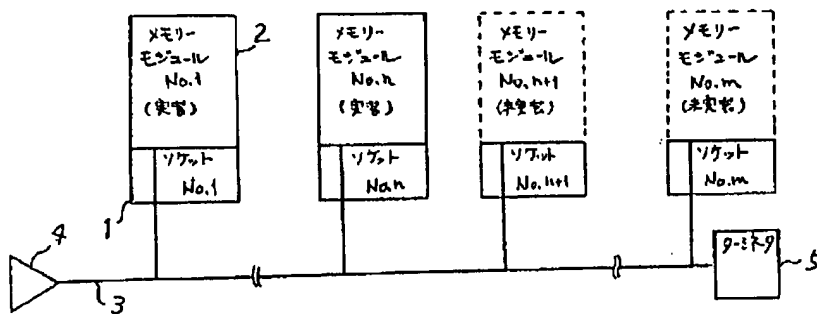 メモリー
モジュール
No.1
(実装)
2
メモリー
モジュール
No.n
(実装)
メモリー
モジュール
No.n+1
(未実装)
メモリー
モジュール
No.m
(未実装)
ソケット
No.1
ソケット
No.n
ソケット
No.n+1
ソケット
No.m
1
4
3
ターミネータ
5